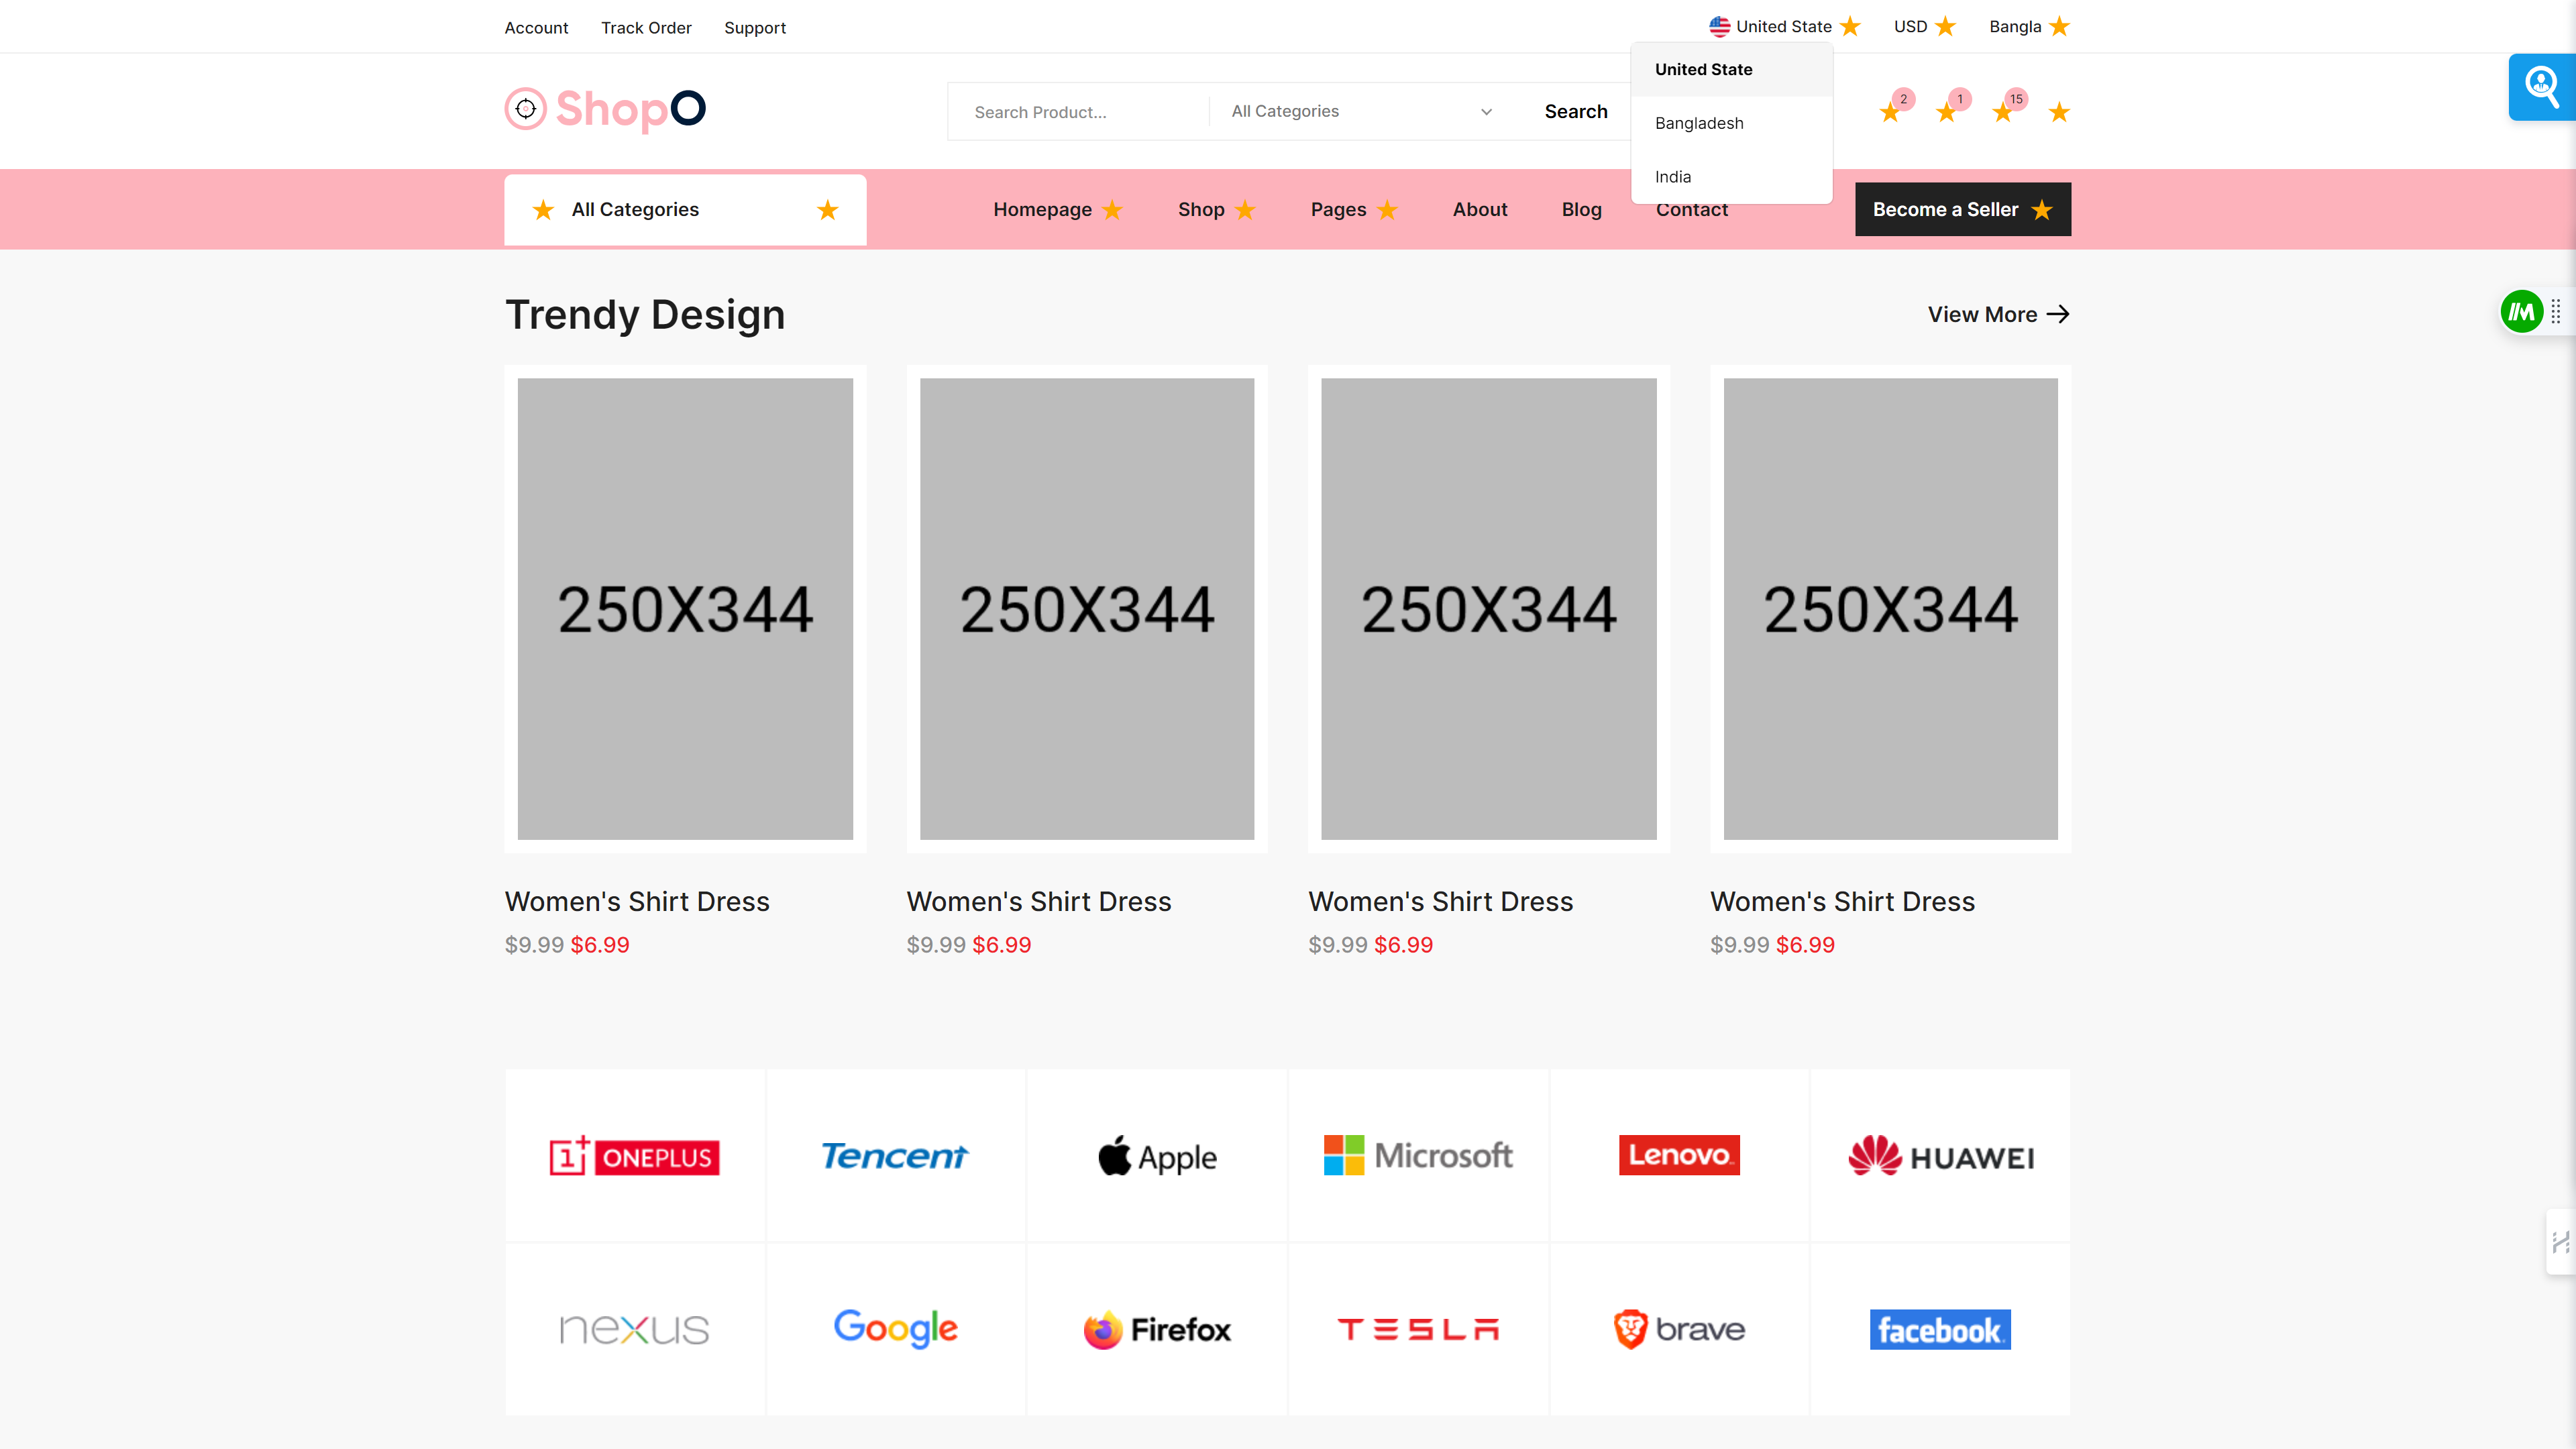 Account Track Order Support United State USD Bangla
ShopO Search Product... All Categories Search 2 1 15
United State
Bangladesh
India
All Categories Homepage Shop Pages About Blog Contact Become a Seller
Trendy Design View More
250X344 250X344 250X344 250X344
Women's Shirt Dress Women's Shirt Dress Women's Shirt Dress Women's Shirt Dress
$9.99 $6.99 $9.99 $6.99 $9.99 $6.99 $9.99 $6.99
1+ ONEPLUS Tencent Apple Microsoft Lenovo HUAWEI
nexus Google Firefox TESLA brave facebook